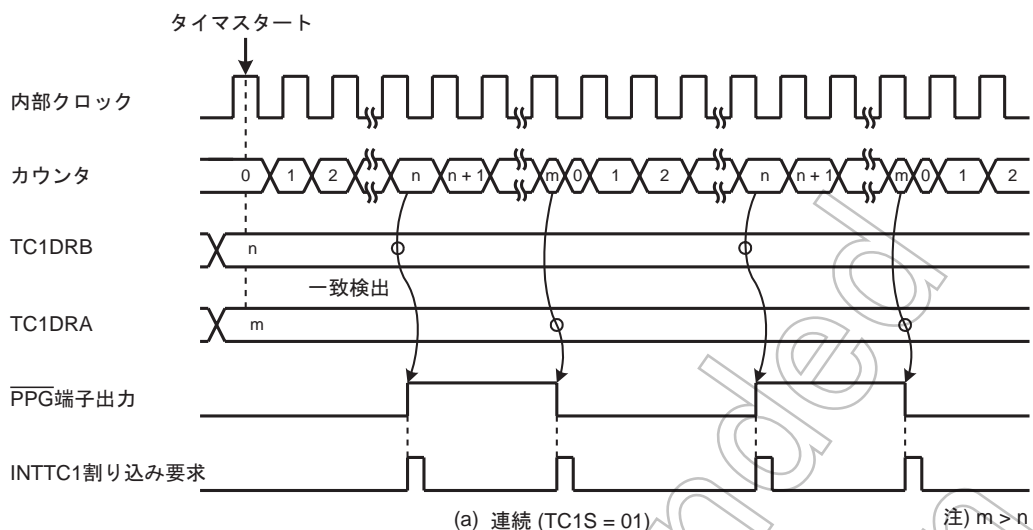 タイマスタート
内部クロック
カウンタ 0 1 2 n n + 1 m 0 1 2 n n + 1 m 0 1 2
TC1DRB n
一致検出
TC1DRA m
PPG端子出力
INTTC1割り込み要求
(a) 連続 (TC1S = 01) 注) m > n